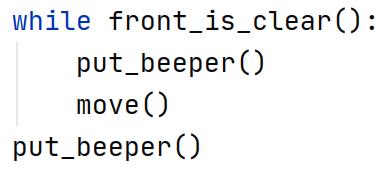 while front_is_clear():
    put_beeper()
    move()
put_beeper()